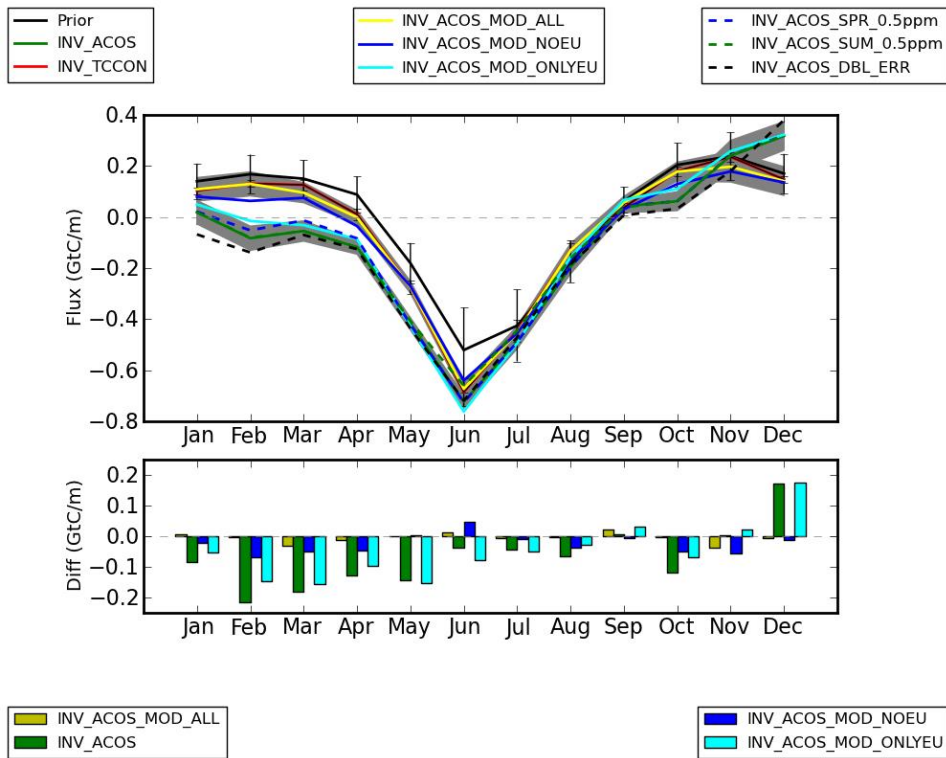 Prior
INV_ACOS
INV_TCCON
INV_ACOS_MOD_ALL
INV_ACOS_MOD_NOEU
INV_ACOS_MOD_ONLYEU
INV_ACOS_SPR_0.5ppm
INV_ACOS_SUM_0.5ppm
INV_ACOS_DBL_ERR
Flux (GtC/m)
0.4
0.2
0.0
−0.2
−0.4
−0.6
−0.8
Jan Feb Mar Apr May Jun Jul Aug Sep Oct Nov Dec
Diff (GtC/m)
0.2
0.1
0.0
−0.1
−0.2
Jan Feb Mar Apr May Jun Jul Aug Sep Oct Nov Dec
INV_ACOS_MOD_ALL
INV_ACOS
INV_ACOS_MOD_NOEU
INV_ACOS_MOD_ONLYEU